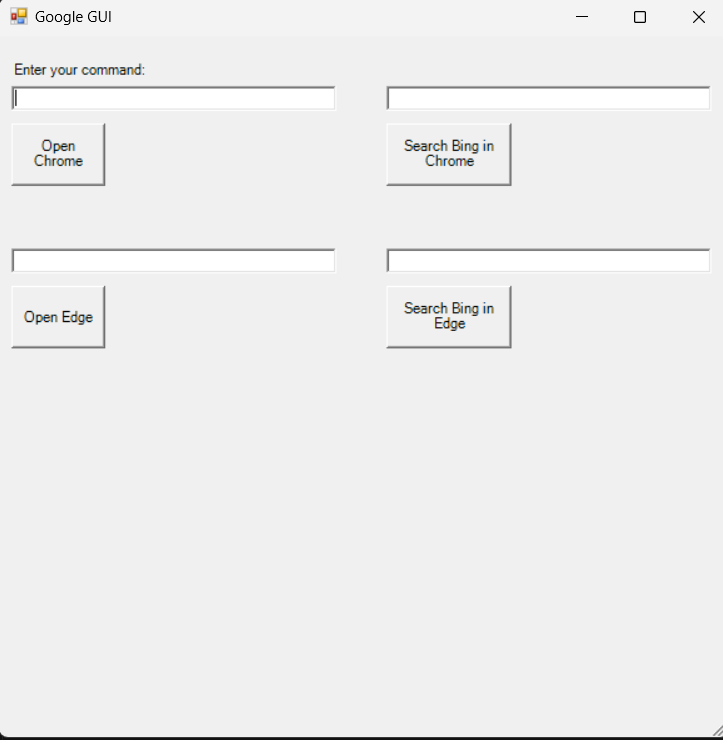 Google GUI
Enter your command:
Open
Chrome
Search Bing in
Chrome
Open Edge
Search Bing in
Edge